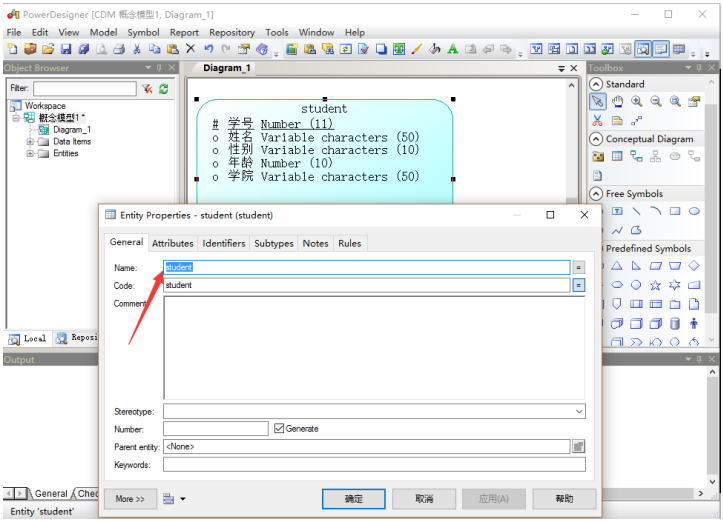 PowerDesigner [CDM 概念模型1, Diagram_1]
File Edit View Model Symbol Report Repository Tools Window Help
Object Browser
Diagram_1
Toolbox
Filter:
Standard
Workspace
概念模型1 *
Diagram_1
Data Items
Entities
student
# 学号 Number (11)
o 姓名 Variable characters (50)
o 性别 Variable characters (10)
o 年龄 Number (10)
o 学院 Variable characters (50)
Conceptual Diagram
Free Symbols
Predefined Symbols
Entity Properties - student (student)
General Attributes Identifiers Subtypes Notes Rules
Name: student =
Code: student =
Comment
Stereotype:
Number: Generate
Parent entity: <None>
Keywords:
More >> 确定 取消 应用(A) 帮助
Local Reposi
Output
General Chec
Entity 'student'